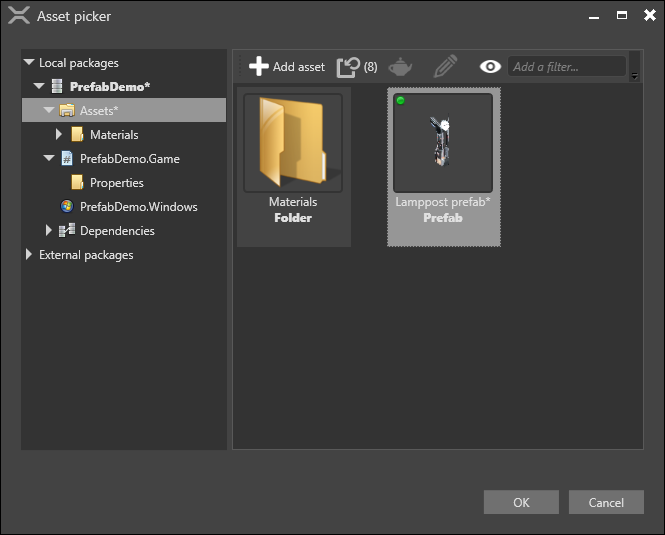 Asset picker
Local packages
PrefabDemo*
Assets*
Materials
PrefabDemo.Game
Properties
PrefabDemo.Windows
Dependencies
External packages
Add asset
(8)
Add a filter...
Materials
Folder
Lamppost prefab*
Prefab
OK
Cancel